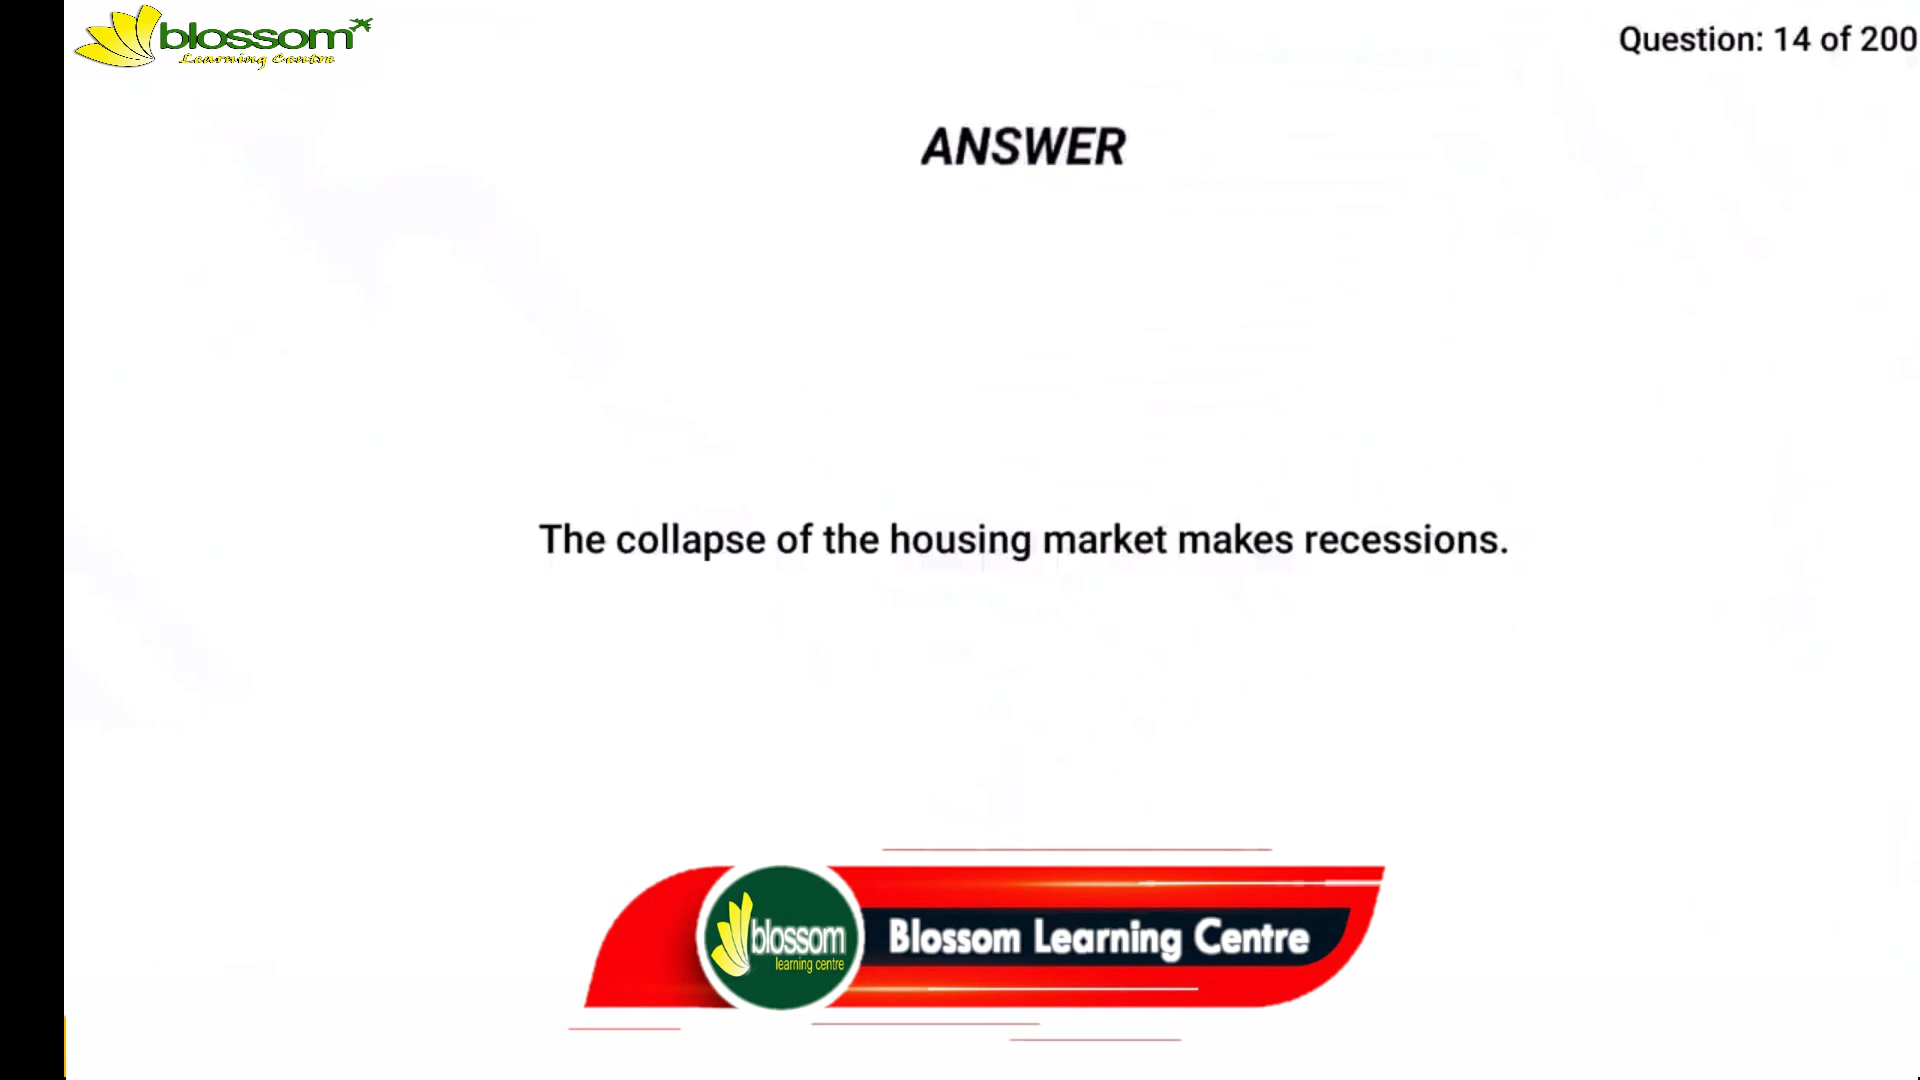 blossom
Learning Centre
Question: 14 of 200
ANSWER
The collapse of the housing market makes recessions.
blossom
learning centre
Blossom Learning Centre